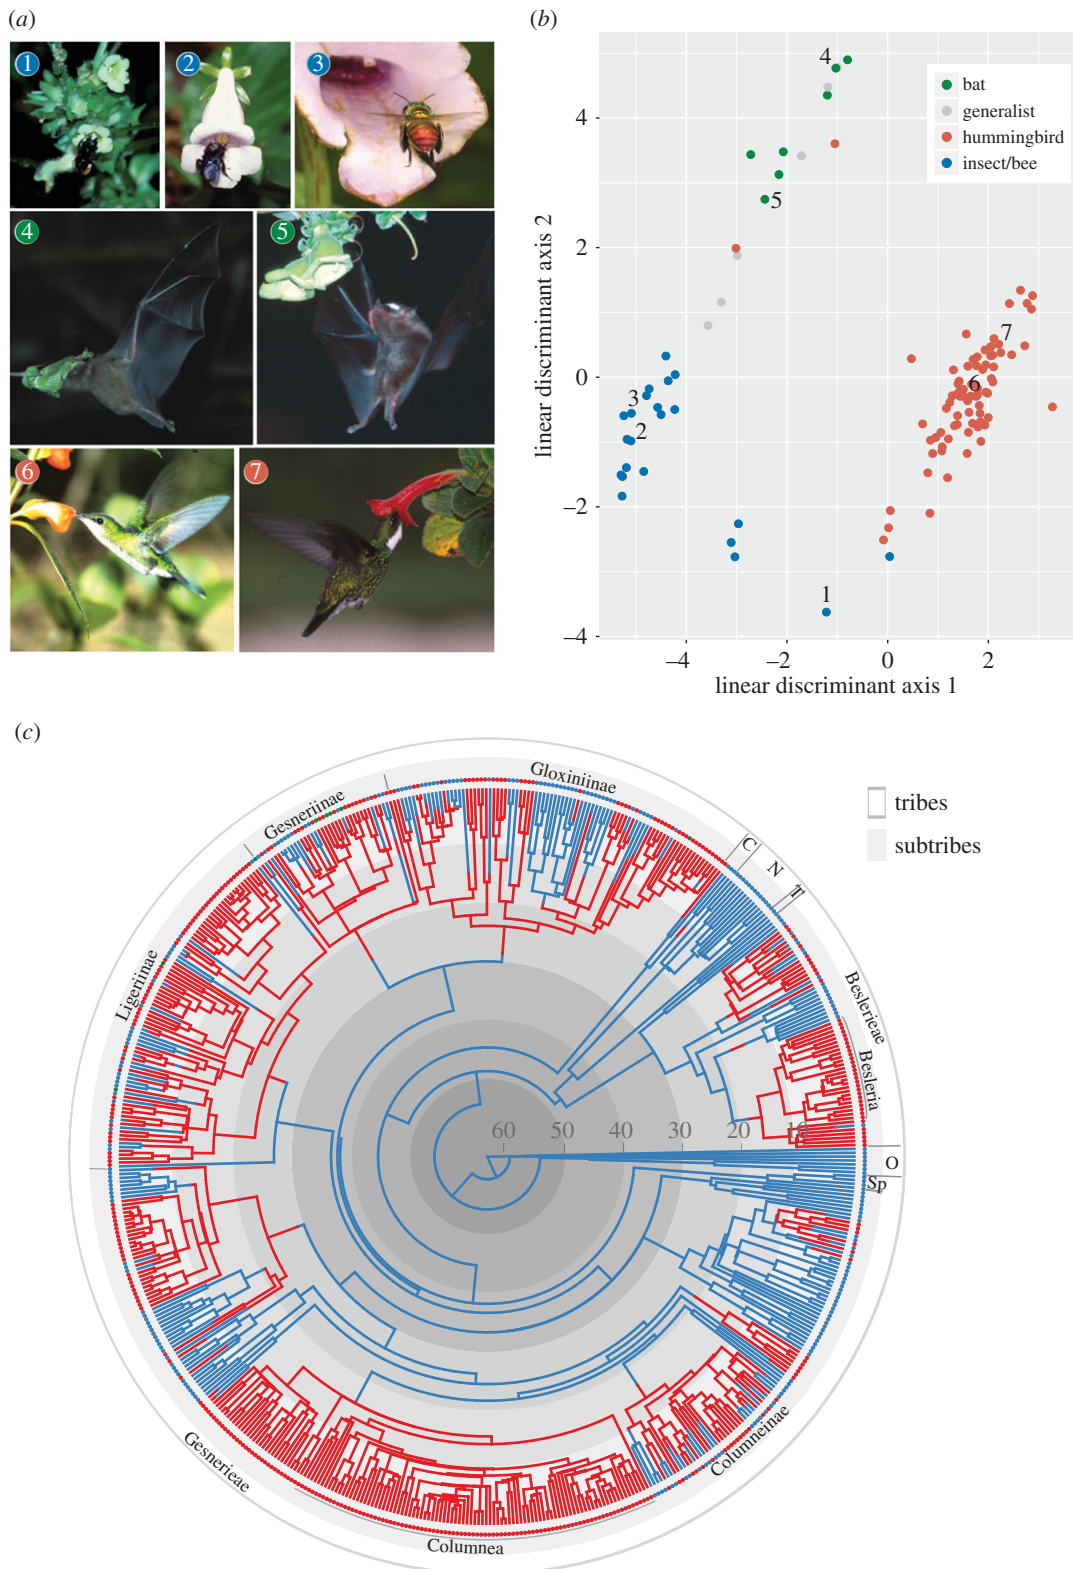 (a)
1
2
3
4
5
6
7
(b)
linear discriminant axis 2
4
2
0
–2
–4
–4
–2
0
2
linear discriminant axis 1
bat
generalist
hummingbird
insect/bee
4
5
7
6
3
2
1
(c)
tribes
subtribes
Gloxiniinae
Gesneriinae
Ligeriinae
C
N
T
Beslerieae
Besleria
60
50
40
30
20
10
O
Sp
Columneinae
Gesnerieae
Columnea